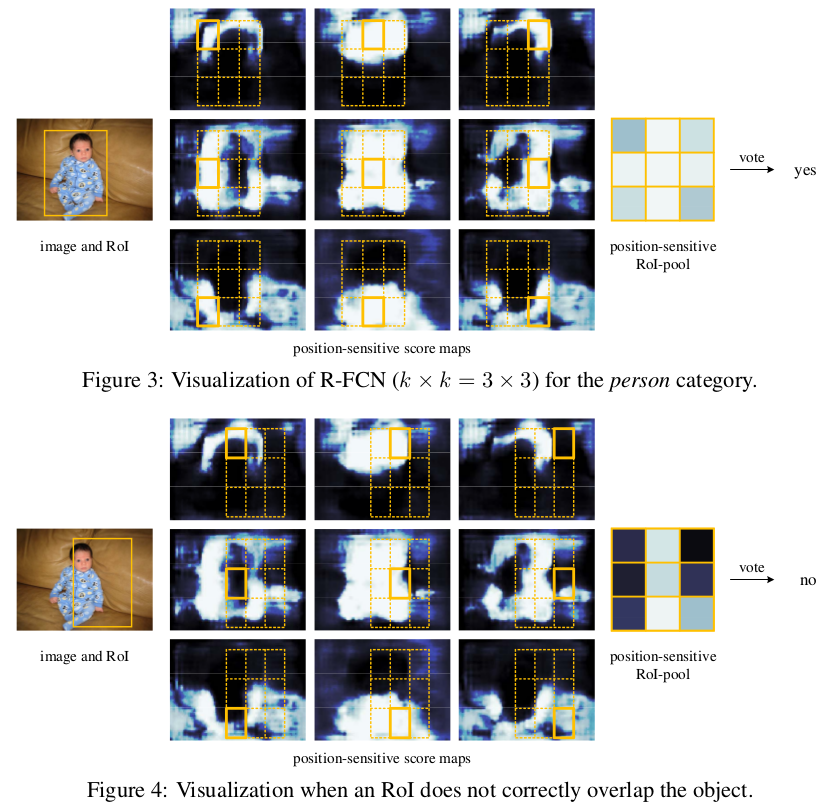 image and RoI
position-sensitive score maps
position-sensitive
RoI-pool
vote
yes
Figure 3: Visualization of R-FCN (k × k = 3 × 3) for the person category.
image and RoI
position-sensitive score maps
position-sensitive
RoI-pool
vote
no
Figure 4: Visualization when an RoI does not correctly overlap the object.